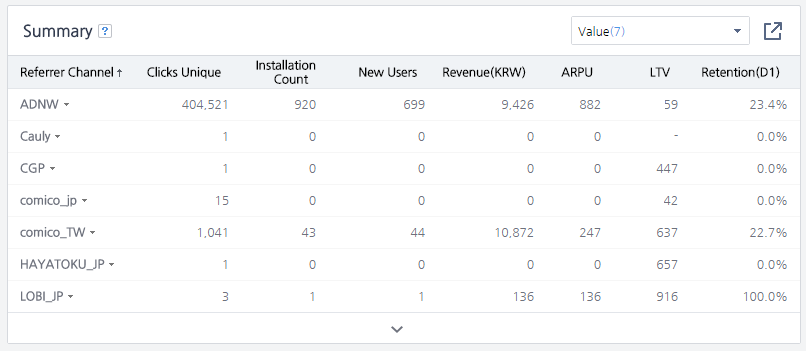 Summary ?
Value(7)
Referrer Channel↑ Clicks Unique Installation Count New Users Revenue(KRW) ARPU LTV Retention(D1)
ADNW 404,521 920 699 9,426 882 59 23.4%
Cauly 1 0 0 0 0 - 0.0%
CGP 1 0 0 0 0 447 0.0%
comico_jp 15 0 0 0 0 42 0.0%
comico_TW 1,041 43 44 10,872 247 637 22.7%
HAYATOKU_JP 1 0 0 0 0 657 0.0%
LOBI_JP 3 1 1 136 136 916 100.0%